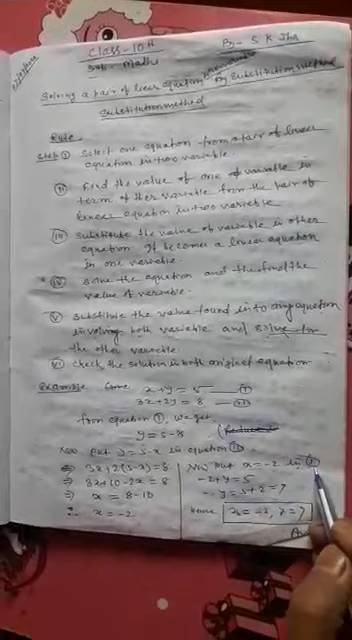 Class - 10th By - S K Jha
Sub - Maths
Solving a pair of linear equation by Substitution method
Substitution method
Rule
Step (i) Select one equation from a pair of linear
equation in two variable.
(ii) Find the value of one variable in
term of other variable from the pair of
linear equation in two variable
(iii) Substitute the value of variable in other
equation. It becomes a linear equation
in one variable.
(iv) Solve the equation and the find the
value of variable.
(v) Substitute the value found in to any equation
involving both variable and solve for
the other variable.
(vi) Check the solution in both original equation
Example x + y = 5 (i)
3x + 2y = 8 (ii)
from equation (i), we get
y = 5 - x
Now put y = 5 - x in equation (ii)
⇒ 3x + 2(5-x) = 8
⇒ 3x + 10 - 2x = 8
⇒ x = 8 - 10
∴ x = -2
Now put x = -2 in (i)
-2 + y = 5
∴ y = 5 + 2 = 7
Hence x = -2, y = 7